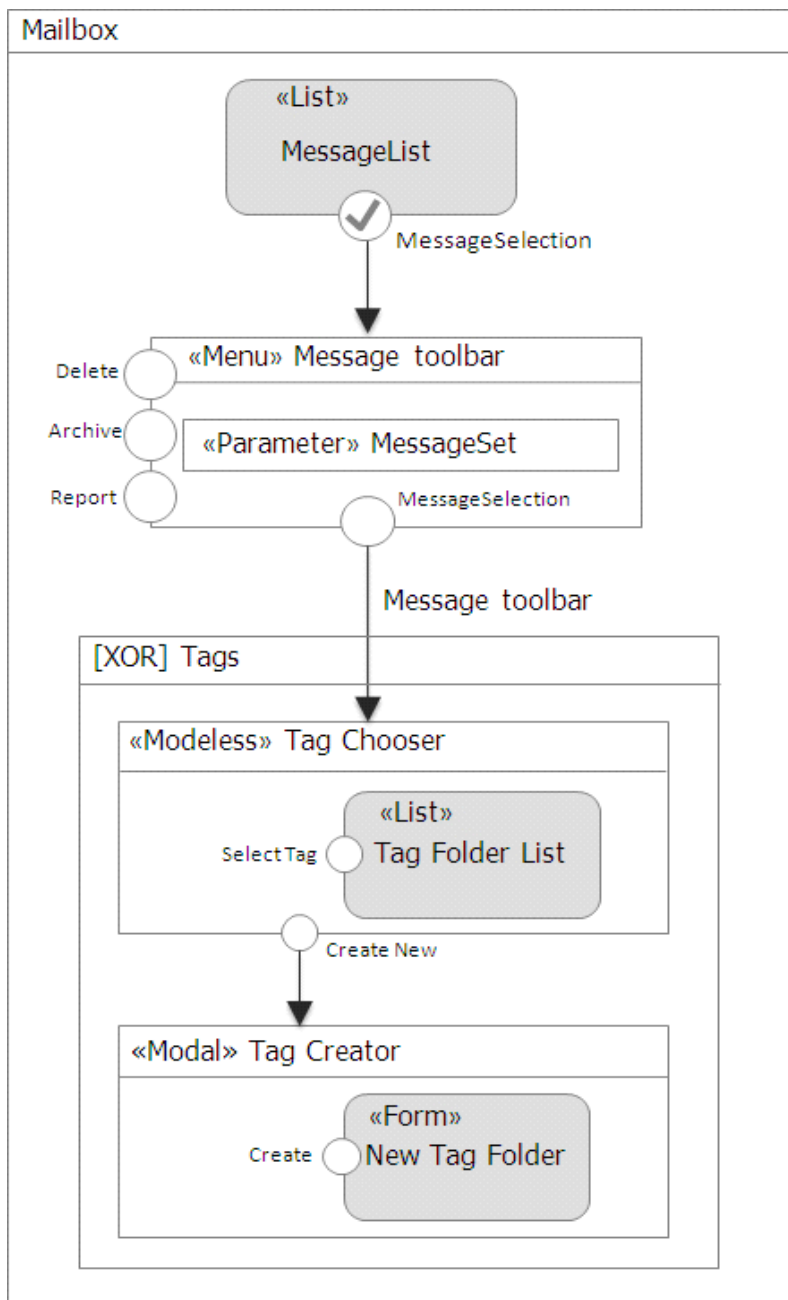 Mailbox
«List»
MessageList
MessageSelection
«Menu» Message toolbar
Delete
Archive
«Parameter» MessageSet
Report
MessageSelection
Message toolbar
[XOR] Tags
«Modeless» Tag Chooser
«List»
Select Tag
Tag Folder List
Create New
«Modal» Tag Creator
«Form»
Create
New Tag Folder